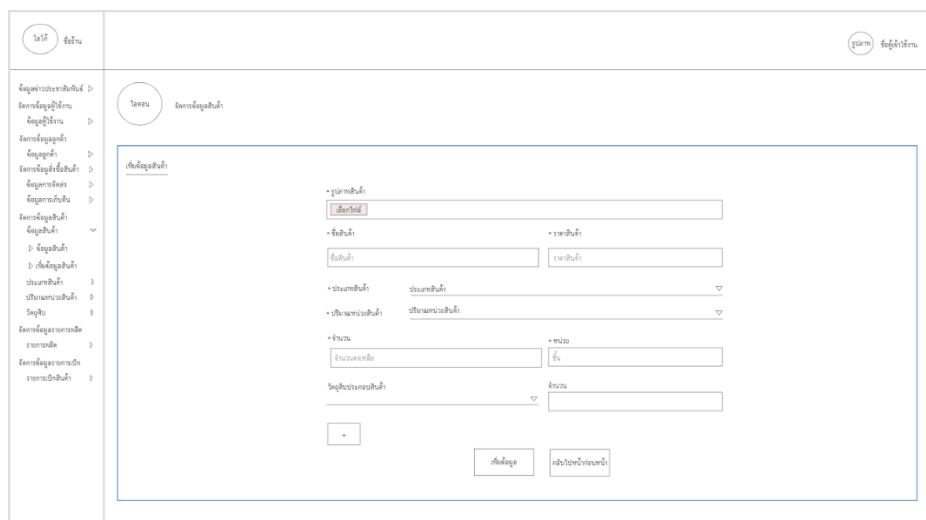 โลโก้ ชื่อร้าน
รูปภาพ ชื่อผู้เข้าใช้งาน
ข้อมูลข่าวประชาสัมพันธ์
จัดการข้อมูลผู้ใช้งาน
ข้อมูลผู้ใช้งาน
จัดการข้อมูลลูกค้า
ข้อมูลลูกค้า
จัดการข้อมูลสั่งซื้อสินค้า
ข้อมูลการจัดส่ง
ข้อมูลการเก็บคืน
จัดการข้อมูลสินค้า
ข้อมูลสินค้า
ข้อมูลสินค้า
เพิ่มข้อมูลสินค้า
ประเภทสินค้า
ปริมาณหน่วยสินค้า
วัตถุดิบ
จัดการข้อมูลรายการผลิต
รายการผลิต
จัดการข้อมูลรายการเบิก
รายการเบิกสินค้า
ไอคอน จัดการข้อมูลสินค้า
เพิ่มข้อมูลสินค้า
* รูปภาพสินค้า
เลือกไฟล์
* ชื่อสินค้า * ราคาสินค้า
ชื่อสินค้า ราคาสินค้า
* ประเภทสินค้า ประเภทสินค้า
* ปริมาณหน่วยสินค้า ปริมาณหน่วยสินค้า
* จำนวน * หน่วย
จำนวนคงเหลือ ชิ้น
วัตถุดิบประกอบสินค้า จำนวน
+
เพิ่มข้อมูล กลับไปหน้าก่อนหน้า